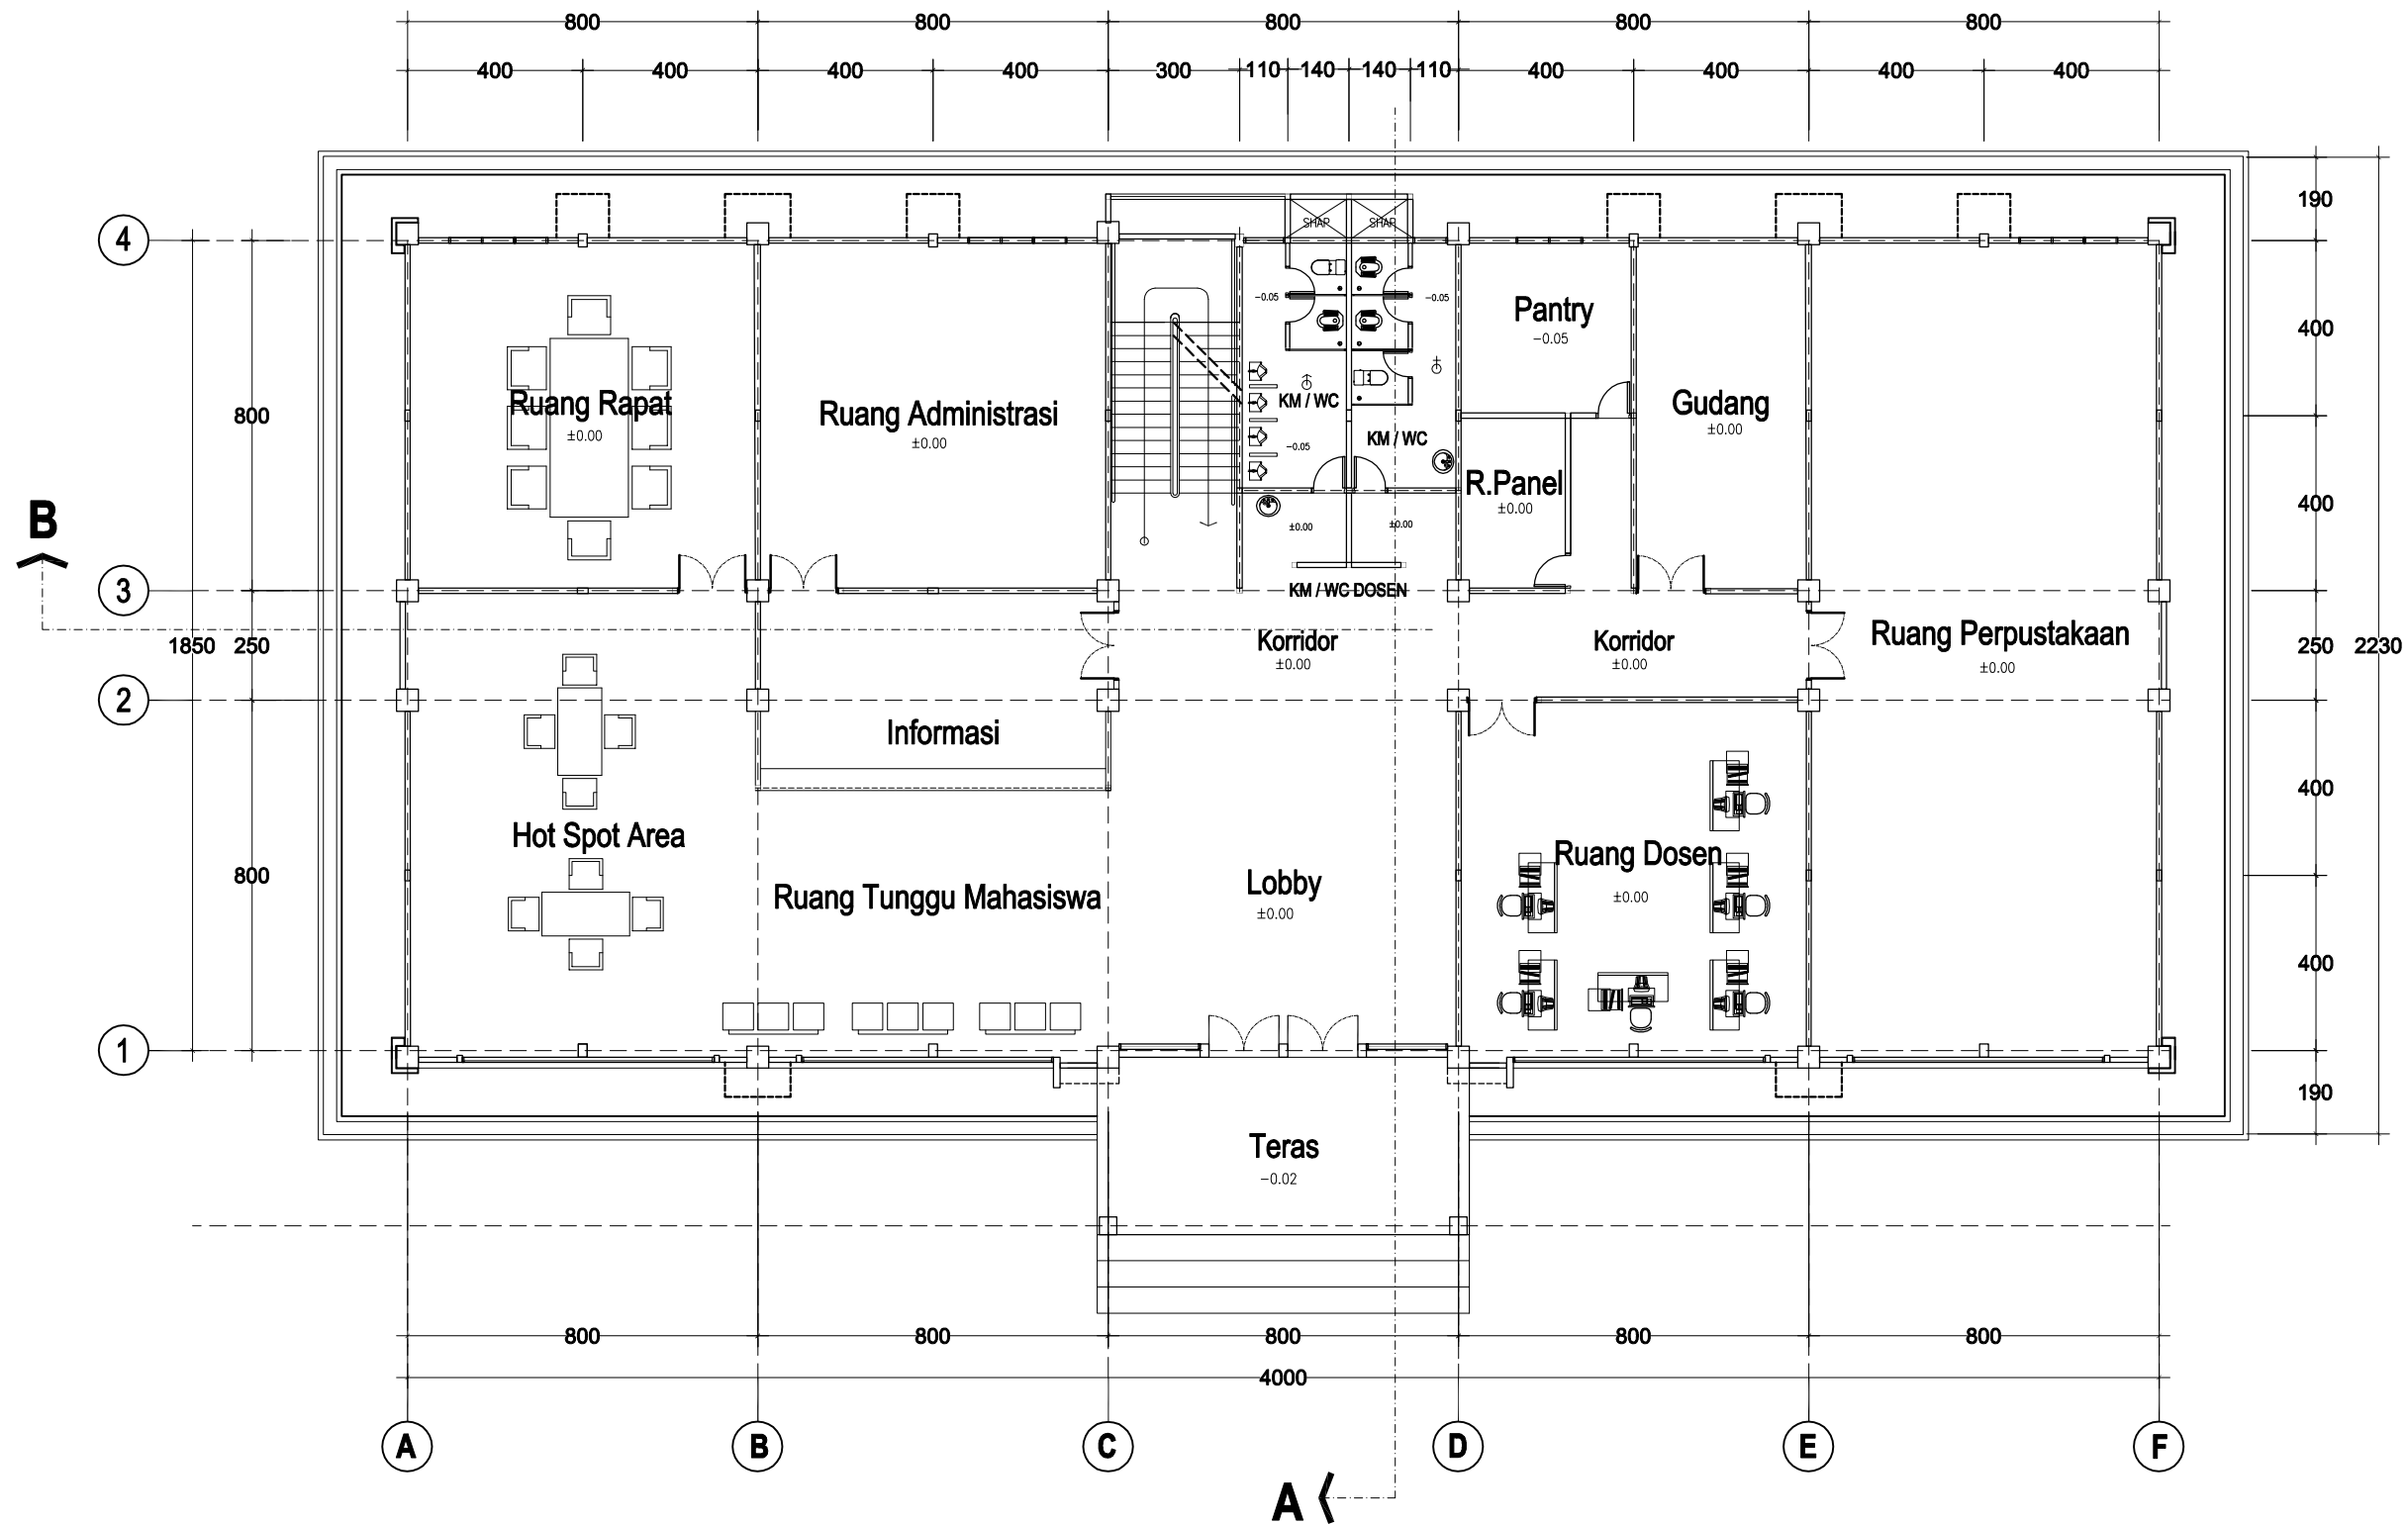 800 800 800 800 800
400 400 400 400 300 110 140 140 110 400 400 400 400
190
SHAP SHAP
4
-0.05 -0.05
Pantry
-0.05
400
Ruang Rapat
±0.00
Ruang Administrasi
±0.00
KM / WC
-0.05
KM / WC
Gudang
±0.00
800
R.Panel
±0.00
400
B
±0.00 ±0.00
3
KM / WC DOSEN
1850 250
Korridor
±0.00
Korridor
±0.00
Ruang Perpustakaan
±0.00
250 2230
2
Informasi
400
Hot Spot Area
Ruang Dosen
±0.00
800
Ruang Tunggu Mahasiswa
Lobby
±0.00
400
1
190
Teras
-0.02
800 800 800 800 800
4000
A B C D E F
A